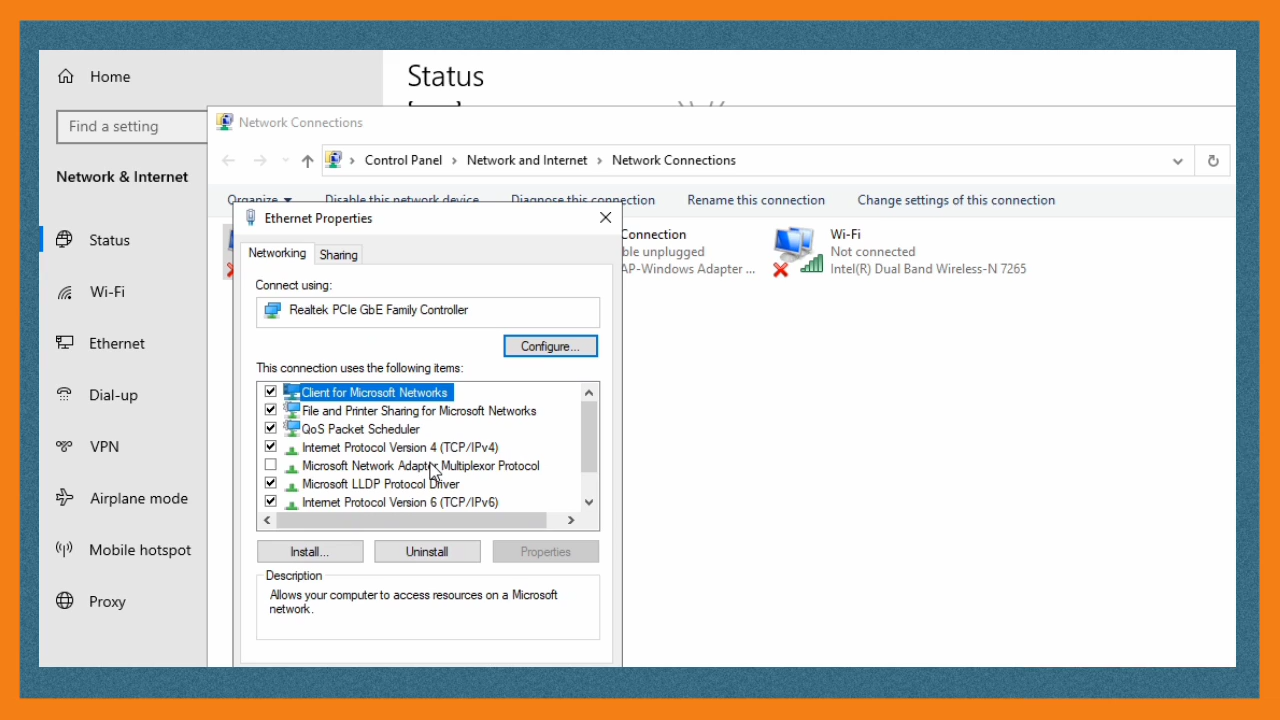 Home
Status
Find a setting
Network Connections
Control Panel > Network and Internet > Network Connections
Network & Internet
Organize Disable this network device Diagnose this connection Rename this connection Change settings of this connection
Ethernet Properties
Status
Connection
ble unplugged
AP-Windows Adapter ...
Wi-Fi
Not connected
Intel(R) Dual Band Wireless-N 7265
Networking
Sharing
Wi-Fi
Connect using:
Realtek PCIe GbE Family Controller
Ethernet
Configure...
This connection uses the following items:
Dial-up
Client for Microsoft Networks
File and Printer Sharing for Microsoft Networks
QoS Packet Scheduler
VPN
Internet Protocol Version 4 (TCP/IPv4)
Microsoft Network Adaptor Multiplexor Protocol
Microsoft LLDP Protocol Driver
Internet Protocol Version 6 (TCP/IPv6)
Airplane mode
Mobile hotspot
Install...
Uninstall
Properties
Description
Allows your computer to access resources on a Microsoft
network.
Proxy